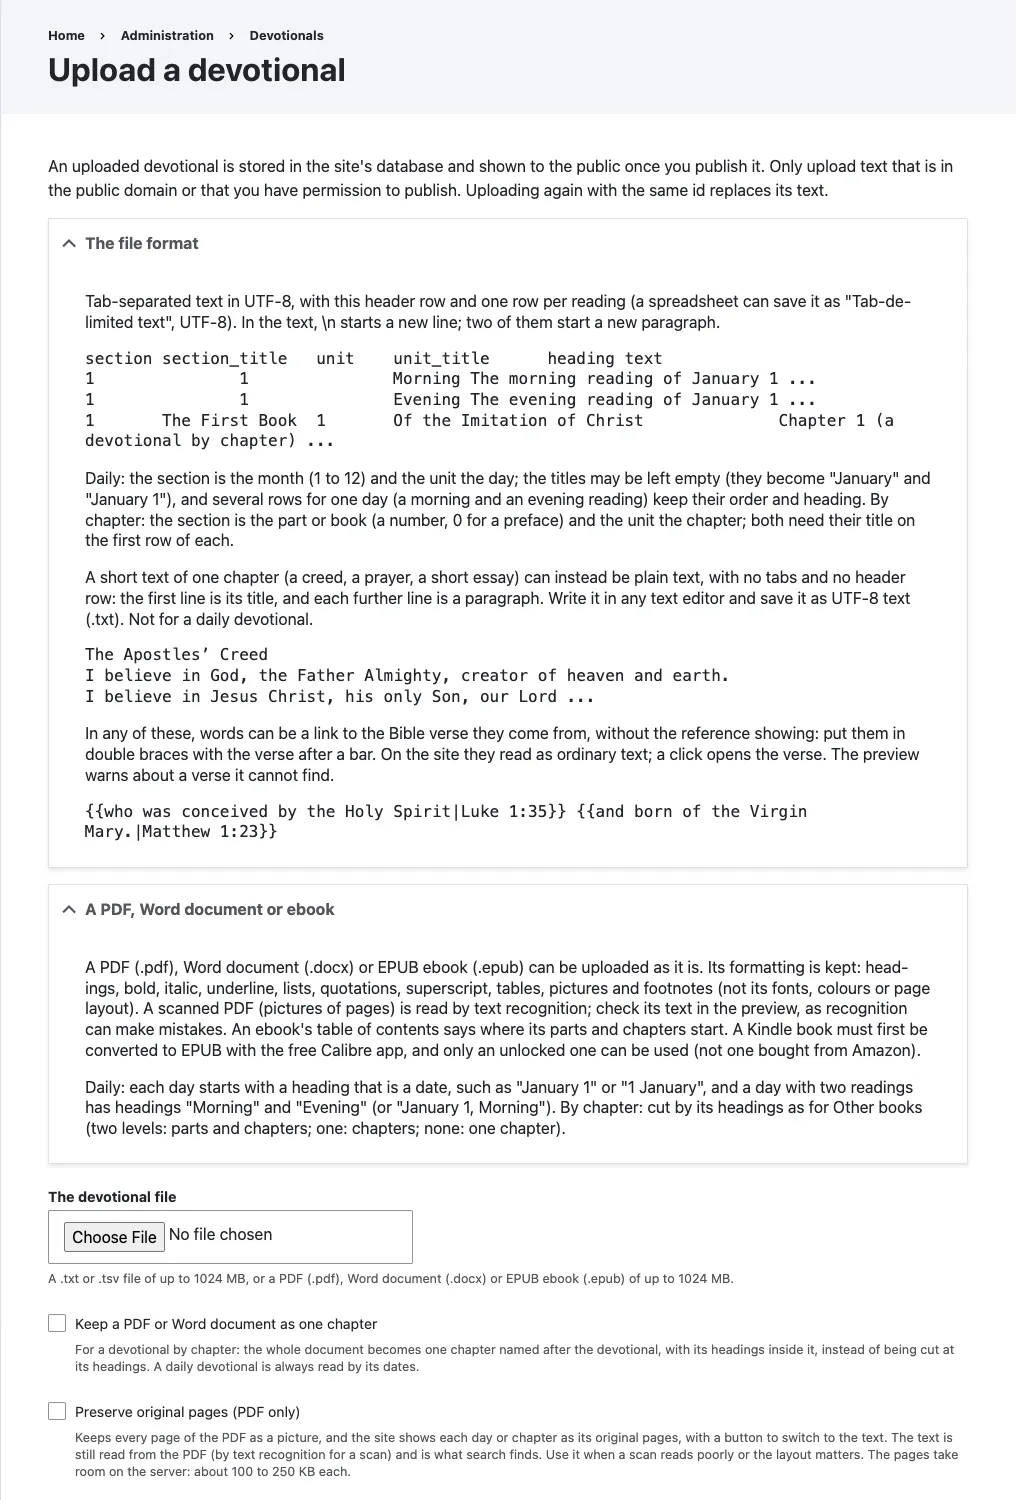 Home › Administration › Devotionals
Upload a devotional
An uploaded devotional is stored in the site's database and shown to the public once you publish it. Only upload text that is in
the public domain or that you have permission to publish. Uploading again with the same id replaces its text.
The file format
Tab-separated text in UTF-8, with this header row and one row per reading (a spreadsheet can save it as "Tab-de-
limited text", UTF-8). In the text, \n starts a new line; two of them start a new paragraph.
section section_title   unit    unit_title      heading text
1               1               Morning The morning reading of January 1 ...
1               1               Evening The evening reading of January 1 ...
1       The First Book  1       Of the Imitation of Christ              Chapter 1 (a
devotional by chapter) ...
Daily: the section is the month (1 to 12) and the unit the day; the titles may be left empty (they become "January" and
"January 1"), and several rows for one day (a morning and an evening reading) keep their order and heading. By
chapter: the section is the part or book (a number, 0 for a preface) and the unit the chapter; both need their title on
the first row of each.
A short text of one chapter (a creed, a prayer, a short essay) can instead be plain text, with no tabs and no header
row: the first line is its title, and each further line is a paragraph. Write it in any text editor and save it as UTF-8 text
(.txt). Not for a daily devotional.
The Apostles’ Creed
I believe in God, the Father Almighty, creator of heaven and earth.
I believe in Jesus Christ, his only Son, our Lord ...
In any of these, words can be a link to the Bible verse they come from, without the reference showing: put them in
double braces with the verse after a bar. On the site they read as ordinary text; a click opens the verse. The preview
warns about a verse it cannot find.
{{who was conceived by the Holy Spirit|Luke 1:35}} {{and born of the Virgin
Mary.|Matthew 1:23}}
A PDF, Word document or ebook
A PDF (.pdf), Word document (.docx) or EPUB ebook (.epub) can be uploaded as it is. Its formatting is kept: head-
ings, bold, italic, underline, lists, quotations, superscript, tables, pictures and footnotes (not its fonts, colours or page
layout). A scanned PDF (pictures of pages) is read by text recognition; check its text in the preview, as recognition
can make mistakes. An ebook's table of contents says where its parts and chapters start. A Kindle book must first be
converted to EPUB with the free Calibre app, and only an unlocked one can be used (not one bought from Amazon).
Daily: each day starts with a heading that is a date, such as "January 1" or "1 January", and a day with two readings
has headings "Morning" and "Evening" (or "January 1, Morning"). By chapter: cut by its headings as for Other books
(two levels: parts and chapters; one: chapters; none: one chapter).
The devotional file
Choose File No file chosen
A .txt or .tsv file of up to 1024 MB, or a PDF (.pdf), Word document (.docx) or EPUB ebook (.epub) of up to 1024 MB.
Keep a PDF or Word document as one chapter
For a devotional by chapter: the whole document becomes one chapter named after the devotional, with its headings inside it, instead of being cut at
its headings. A daily devotional is always read by its dates.
Preserve original pages (PDF only)
Keeps every page of the PDF as a picture, and the site shows each day or chapter as its original pages, with a button to switch to the text. The text is
still read from the PDF (by text recognition for a scan) and is what search finds. Use it when a scan reads poorly or the layout matters. The pages take
room on the server: about 100 to 250 KB each.